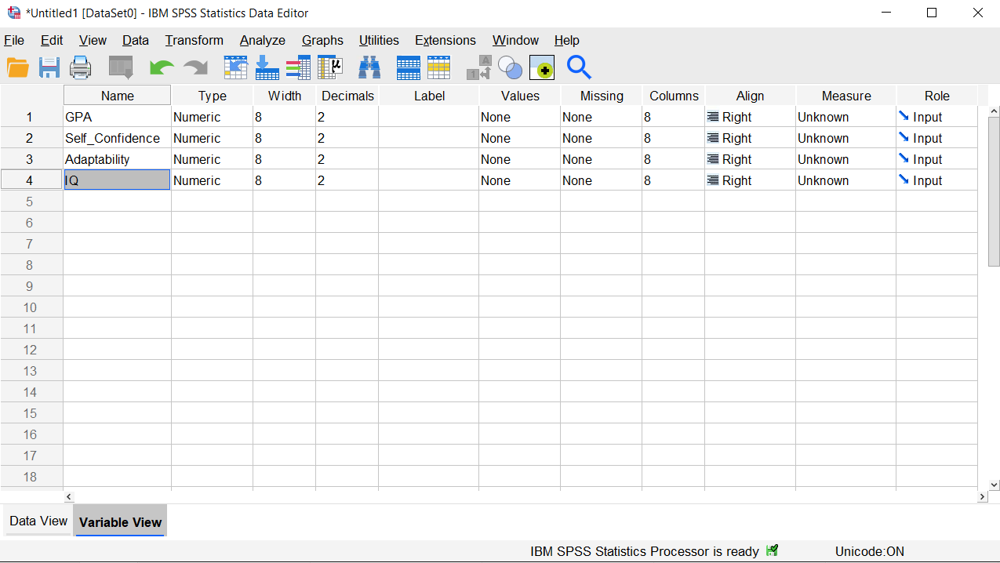 *Untitled1 [DataSet0] - IBM SPSS Statistics Data Editor
File Edit View Data Transform Analyze Graphs Utilities Extensions Window Help
Name Type Width Decimals Label Values Missing Columns Align Measure Role
1 GPA Numeric 8 2 None None 8 Right Unknown Input
2 Self_Confidence Numeric 8 2 None None 8 Right Unknown Input
3 Adaptability Numeric 8 2 None None 8 Right Unknown Input
4 IQ Numeric 8 2 None None 8 Right Unknown Input
5
6
7
8
9
10
11
12
13
14
15
16
17
18
Data View Variable View
IBM SPSS Statistics Processor is ready Unicode:ON